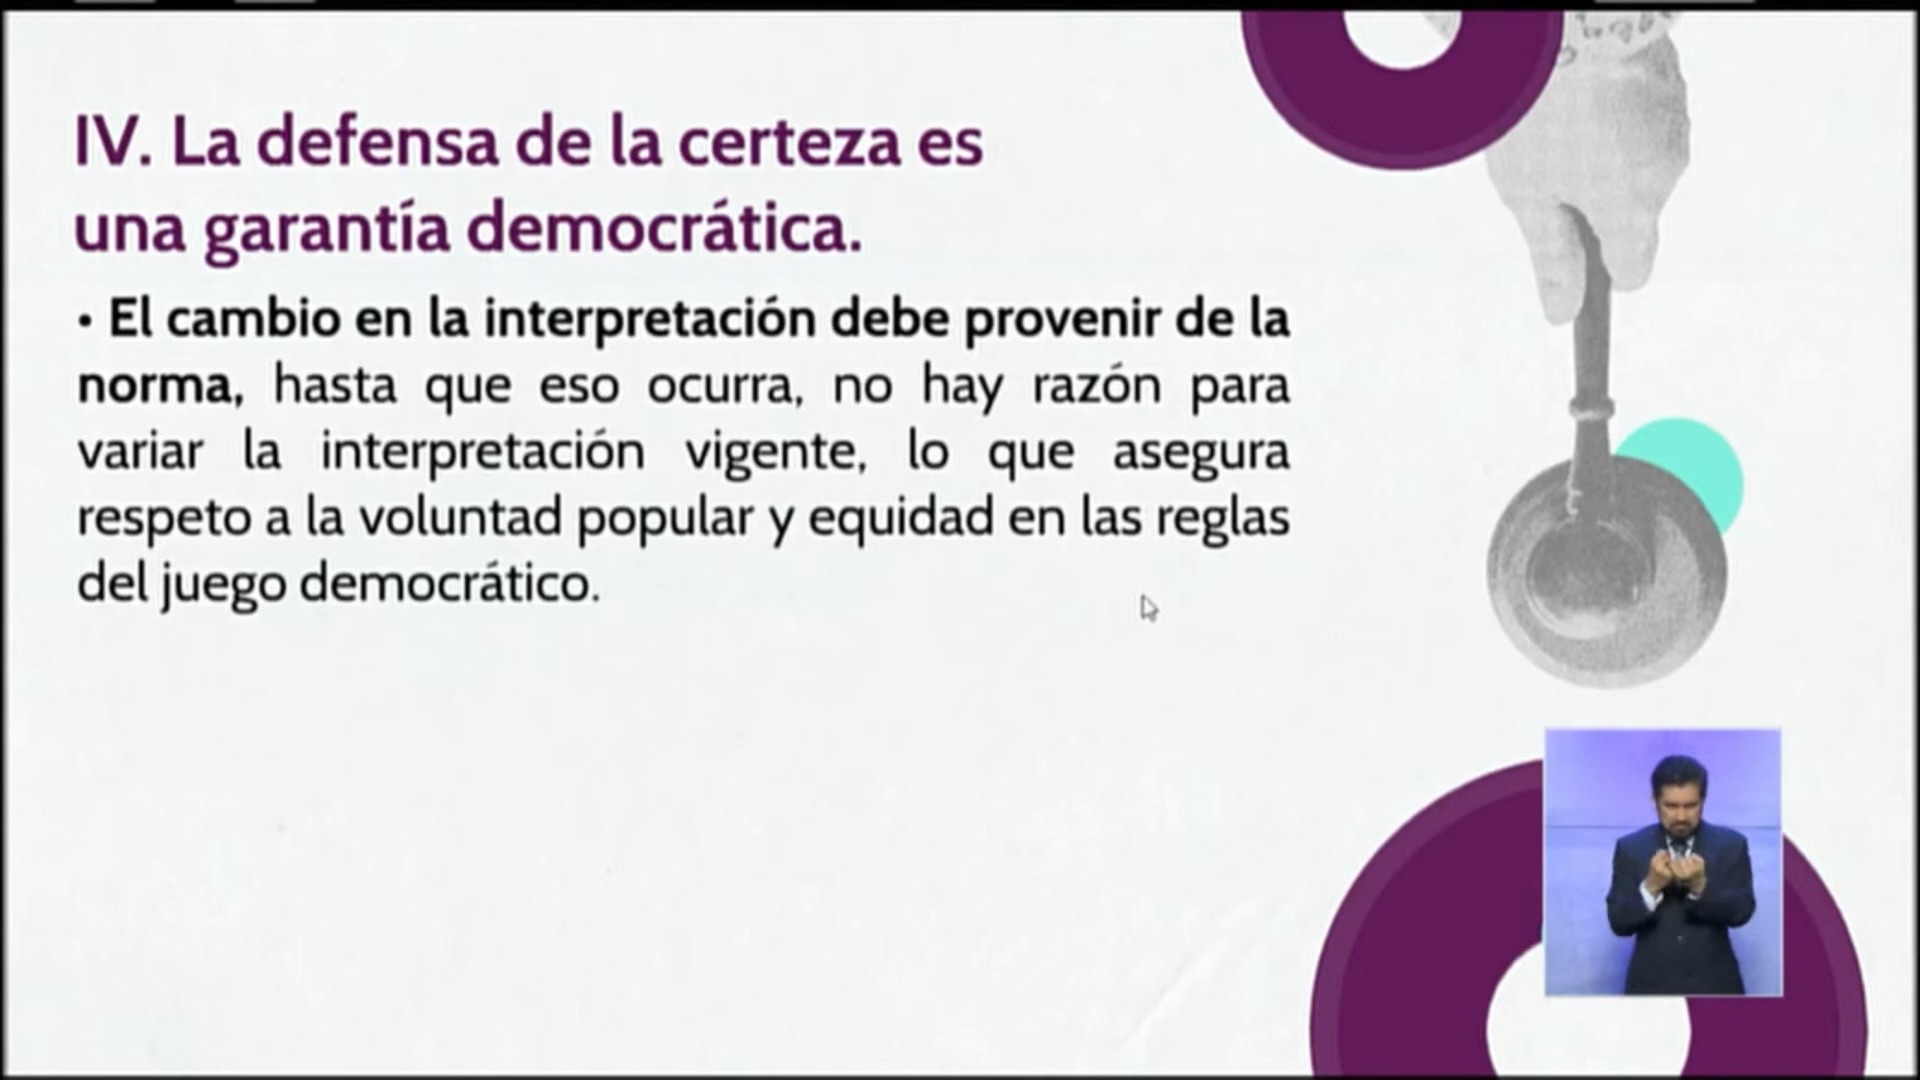 IV. La defensa de la certeza es
una garantía democrática.
• El cambio en la interpretación debe provenir de la
norma, hasta que eso ocurra, no hay razón para
variar la interpretación vigente, lo que asegura
respeto a la voluntad popular y equidad en las reglas
del juego democrático.